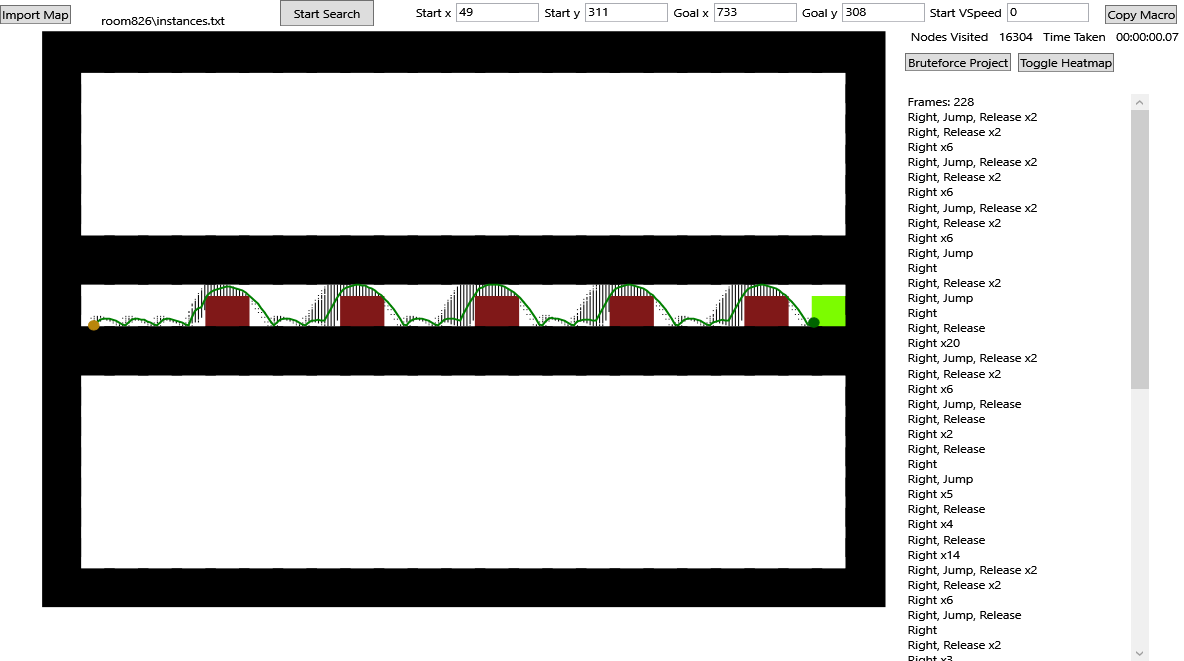 Import Map
room826\instances.txt
Start Search
Start x 49 Start y 311 Goal x 733 Goal y 308 Start VSpeed 0
Copy Macro
Nodes Visited 16304 Time Taken 00:00:00.07
Bruteforce Project Toggle Heatmap
Frames: 228
Right, Jump, Release x2
Right, Release x2
Right x6
Right, Jump, Release x2
Right, Release x2
Right x6
Right, Jump, Release x2
Right, Release x2
Right x6
Right, Jump
Right
Right, Release x2
Right, Jump
Right
Right, Release
Right x20
Right, Jump, Release x2
Right, Release x2
Right x6
Right, Jump, Release
Right, Release
Right x2
Right, Release
Right
Right, Jump
Right x5
Right, Release
Right x4
Right, Release
Right x14
Right, Jump, Release x2
Right, Release x2
Right x6
Right, Jump, Release
Right
Right, Release x2
Right x3